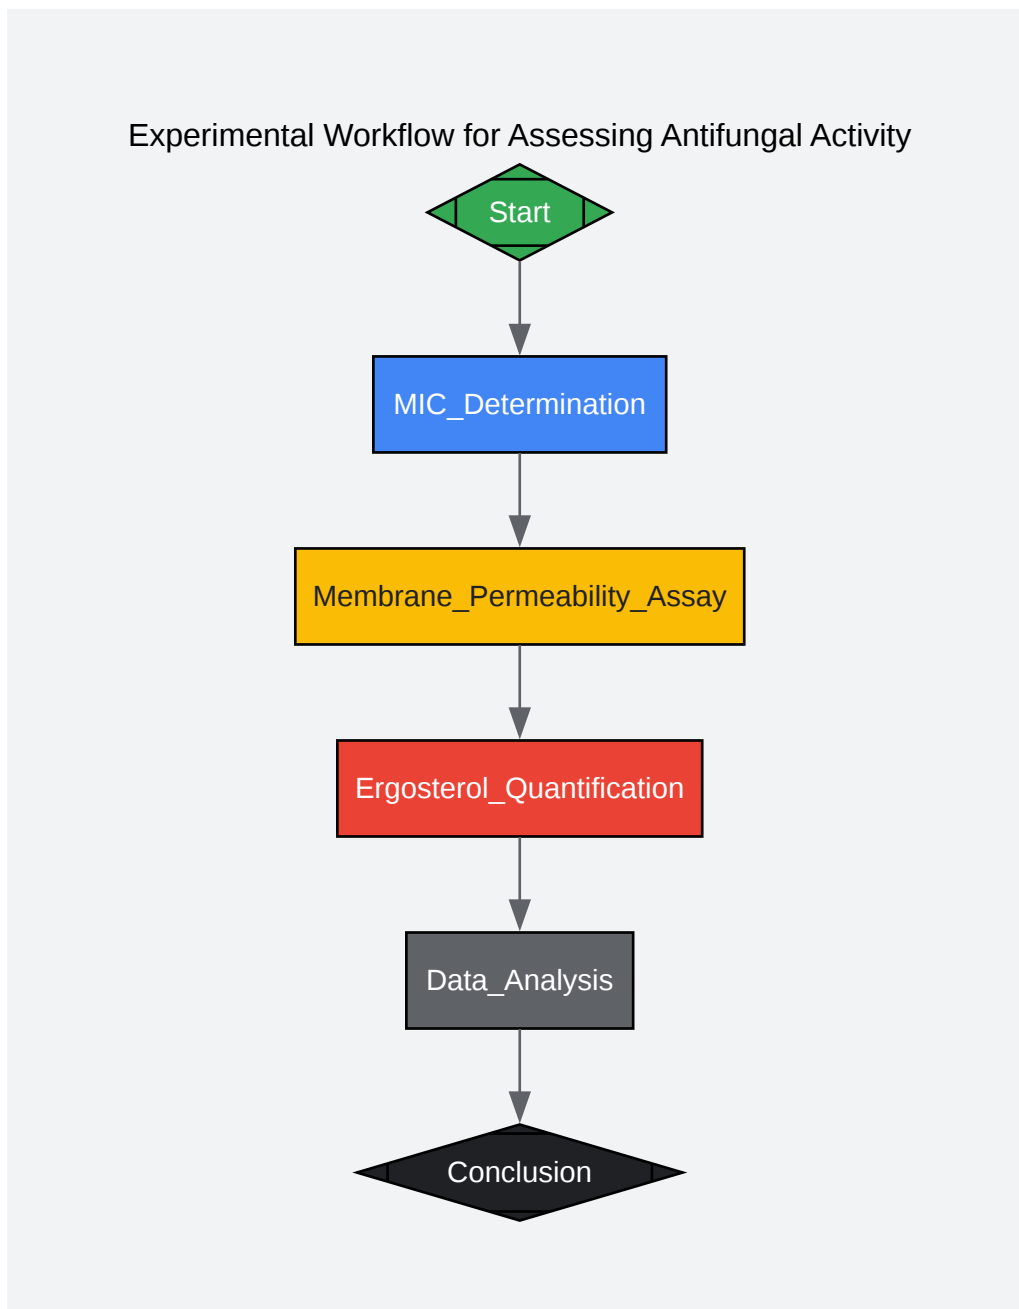 Experimental Workflow for Assessing Antifungal Activity
Start
MIC_Determination
Membrane_Permeability_Assay
Ergosterol_Quantification
Data_Analysis
Conclusion